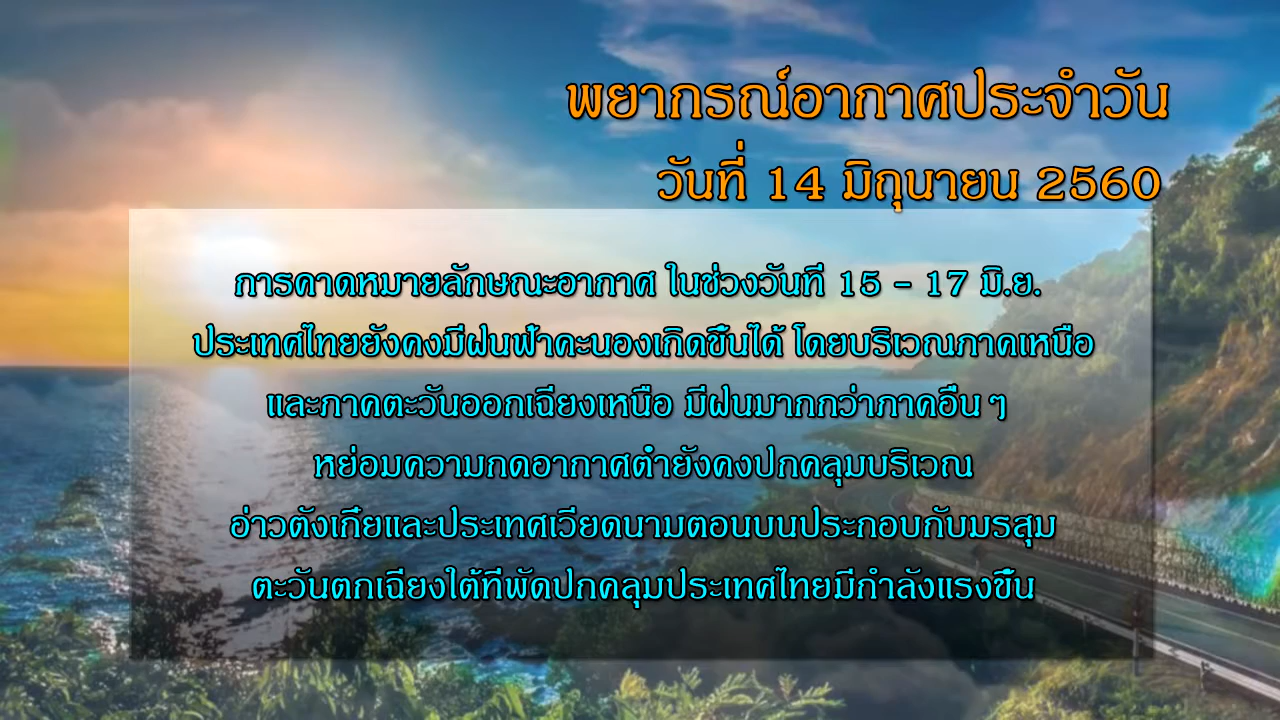 พยากรณ์อากาศประจำวัน
วันที่ 14 มิถุนายน 2560
การคาดหมายลักษณะอากาศ ในช่วงวันที่ 15 - 17 มิ.ย.
ประเทศไทยยังคงมีฝนฟ้าคะนองเกิดขึ้นได้ โดยบริเวณภาคเหนือ
และภาคตะวันออกเฉียงเหนือ มีฝนมากกว่าภาคอื่น ๆ
หย่อมความกดอากาศต่ำยังคงปกคลุมบริเวณ
อ่าวตังเกี๋ยและประเทศเวียดนามตอนบนประกอบกับมรสุม
ตะวันตกเฉียงใต้ที่พัดปกคลุมประเทศไทยมีกำลังแรงขึ้น